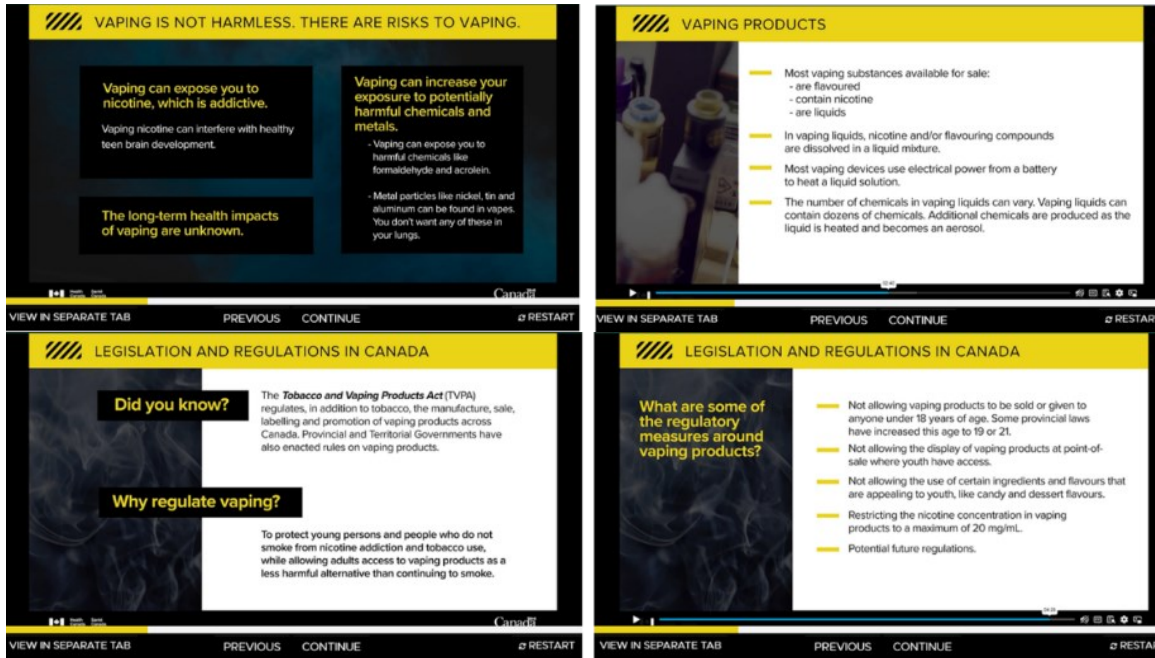 VAPING IS NOT HARMLESS. THERE ARE RISKS TO VAPING.
Vaping can expose you to
nicotine, which is addictive.
Vaping nicotine can interfere with healthy
teen brain development.
The long-term health impacts
of vaping are unknown.
Vaping can increase your
exposure to potentially
harmful chemicals and
metals.
- Vaping can expose you to
harmful chemicals like
formaldehyde and acrolein.
- Metal particles like nickel, tin and
aluminum can be found in vapes.
You don't want any of these in
your lungs.
Health Canada
Santé Canada
Canada
VIEW IN SEPARATE TAB
PREVIOUS CONTINUE
RESTART
VAPING PRODUCTS
Most vaping substances available for sale:
- are flavoured
- contain nicotine
- are liquids
In vaping liquids, nicotine and/or flavouring compounds
are dissolved in a liquid mixture.
Most vaping devices use electrical power from a battery
to heat a liquid solution.
The number of chemicals in vaping liquids can vary. Vaping liquids can
contain dozens of chemicals. Additional chemicals are produced as the
liquid is heated and becomes an aerosol.
VIEW IN SEPARATE TAB
PREVIOUS CONTINUE
RESTAR
LEGISLATION AND REGULATIONS IN CANADA
Did you know?
The Tobacco and Vaping Products Act (TVPA)
regulates, in addition to tobacco, the manufacture, sale,
labelling and promotion of vaping products across
Canada. Provincial and Territorial Governments have
also enacted rules on vaping products.
Why regulate vaping?
To protect young persons and people who do not
smoke from nicotine addiction and tobacco use,
while allowing adults access to vaping products as a
less harmful alternative than continuing to smoke.
Health Canada
Santé Canada
Canada
VIEW IN SEPARATE TAB
PREVIOUS CONTINUE
RESTART
LEGISLATION AND REGULATIONS IN CANADA
What are some of
the regulatory
measures around
vaping products?
Not allowing vaping products to be sold or given to
anyone under 18 years of age. Some provincial laws
have increased this age to 19 or 21.
Not allowing the display of vaping products at point-of-
sale where youth have access.
Not allowing the use of certain ingredients and flavours that
are appealing to youth, like candy and dessert flavours.
Restricting the nicotine concentration in vaping
products to a maximum of 20 mg/mL.
Potential future regulations.
VIEW IN SEPARATE TAB
PREVIOUS CONTINUE
RESTA